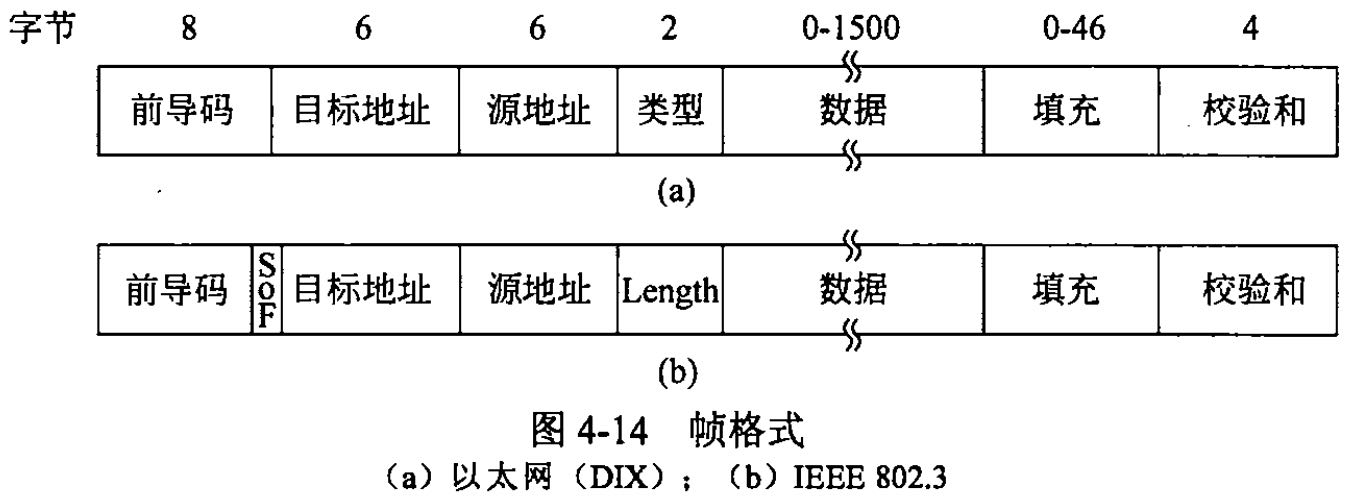 字节 8 6 6 2 0-1500 0-46 4
前导码 目标地址 源地址 类型 数据 填充 校验和
(a)
前导码 SoF 目标地址 源地址 Length 数据 填充 校验和
(b)
图 4-14 帧格式
（a）以太网（DIX）；（b）IEEE 802.3